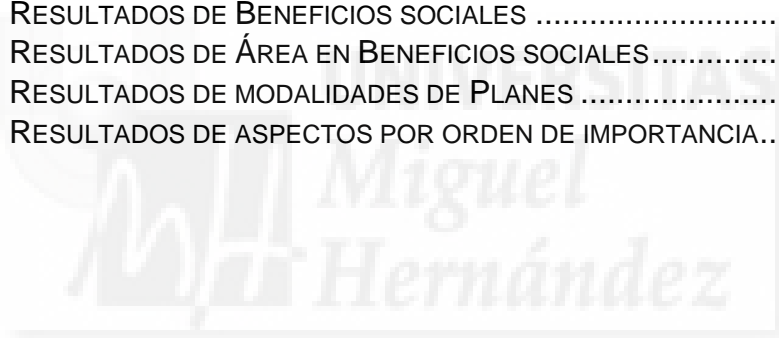 RESULTADOS DE BENEFICIOS SOCIALES ...........................
RESULTADOS DE ÁREA EN BENEFICIOS SOCIALES..............
RESULTADOS DE MODALIDADES DE PLANES ......................
RESULTADOS DE ASPECTOS POR ORDEN DE IMPORTANCIA..
UNIVERSITAS
Miguel
Hernández